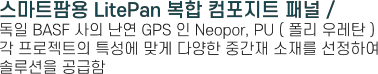 스마트팜용 LitePan 복합 컴포지트 패널 /
독일 BASF 사의 난연 GPS 인 Neopor, PU ( 폴리 우레탄 )
각 프로젝트의 특성에 맞게 다양한 중간재 소재를 선정하여
솔루션을 공급함